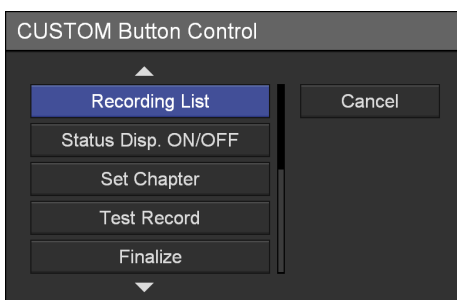 CUSTOM Button Control
Recording List
Cancel
Status Disp. ON/OFF
Set Chapter
Test Record
Finalize